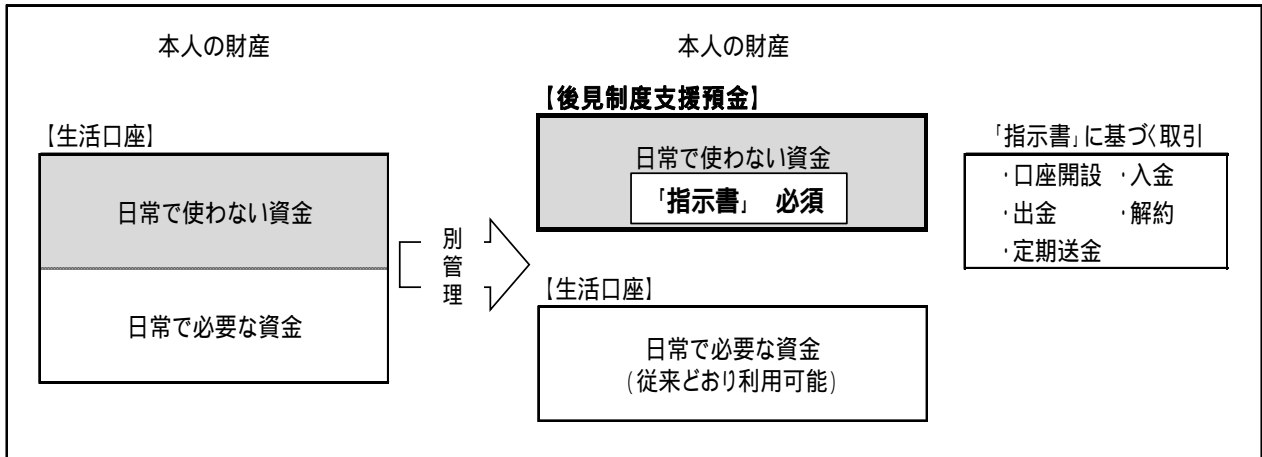 本人の財産
【生活口座】
日常で使わない資金
日常で必要な資金
別
管
理
本人の財産
【後見制度支援預金】
日常で使わない資金
「指示書」 必須
【生活口座】
日常で必要な資金
(従来どおり利用可能)
「指示書」に基づく取引
・口座開設 ・入金
・出金 ・解約
・定期送金